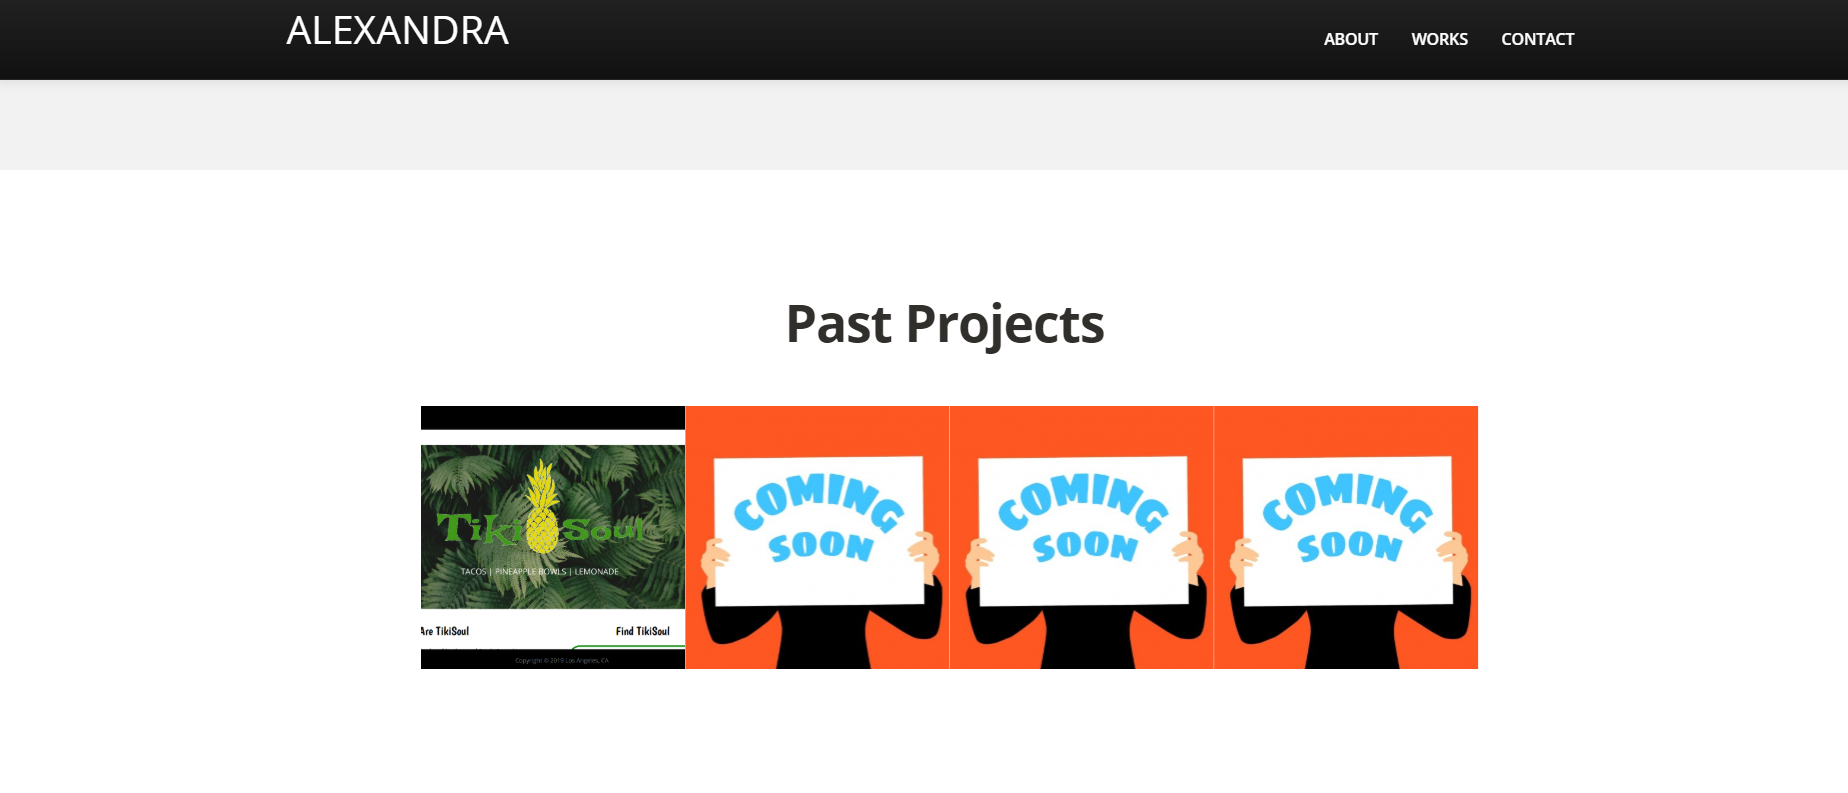 ALEXANDRA
ABOUT WORKS CONTACT
Past Projects
Tiki Soul
TACOS | PINEAPPLE BOWLS | LEMONADE
Are TikiSoul
Find TikiSoul
Copyright © 2019 Los Angeles, CA
COMING
SOON
COMING
SOON
COMING
SOON